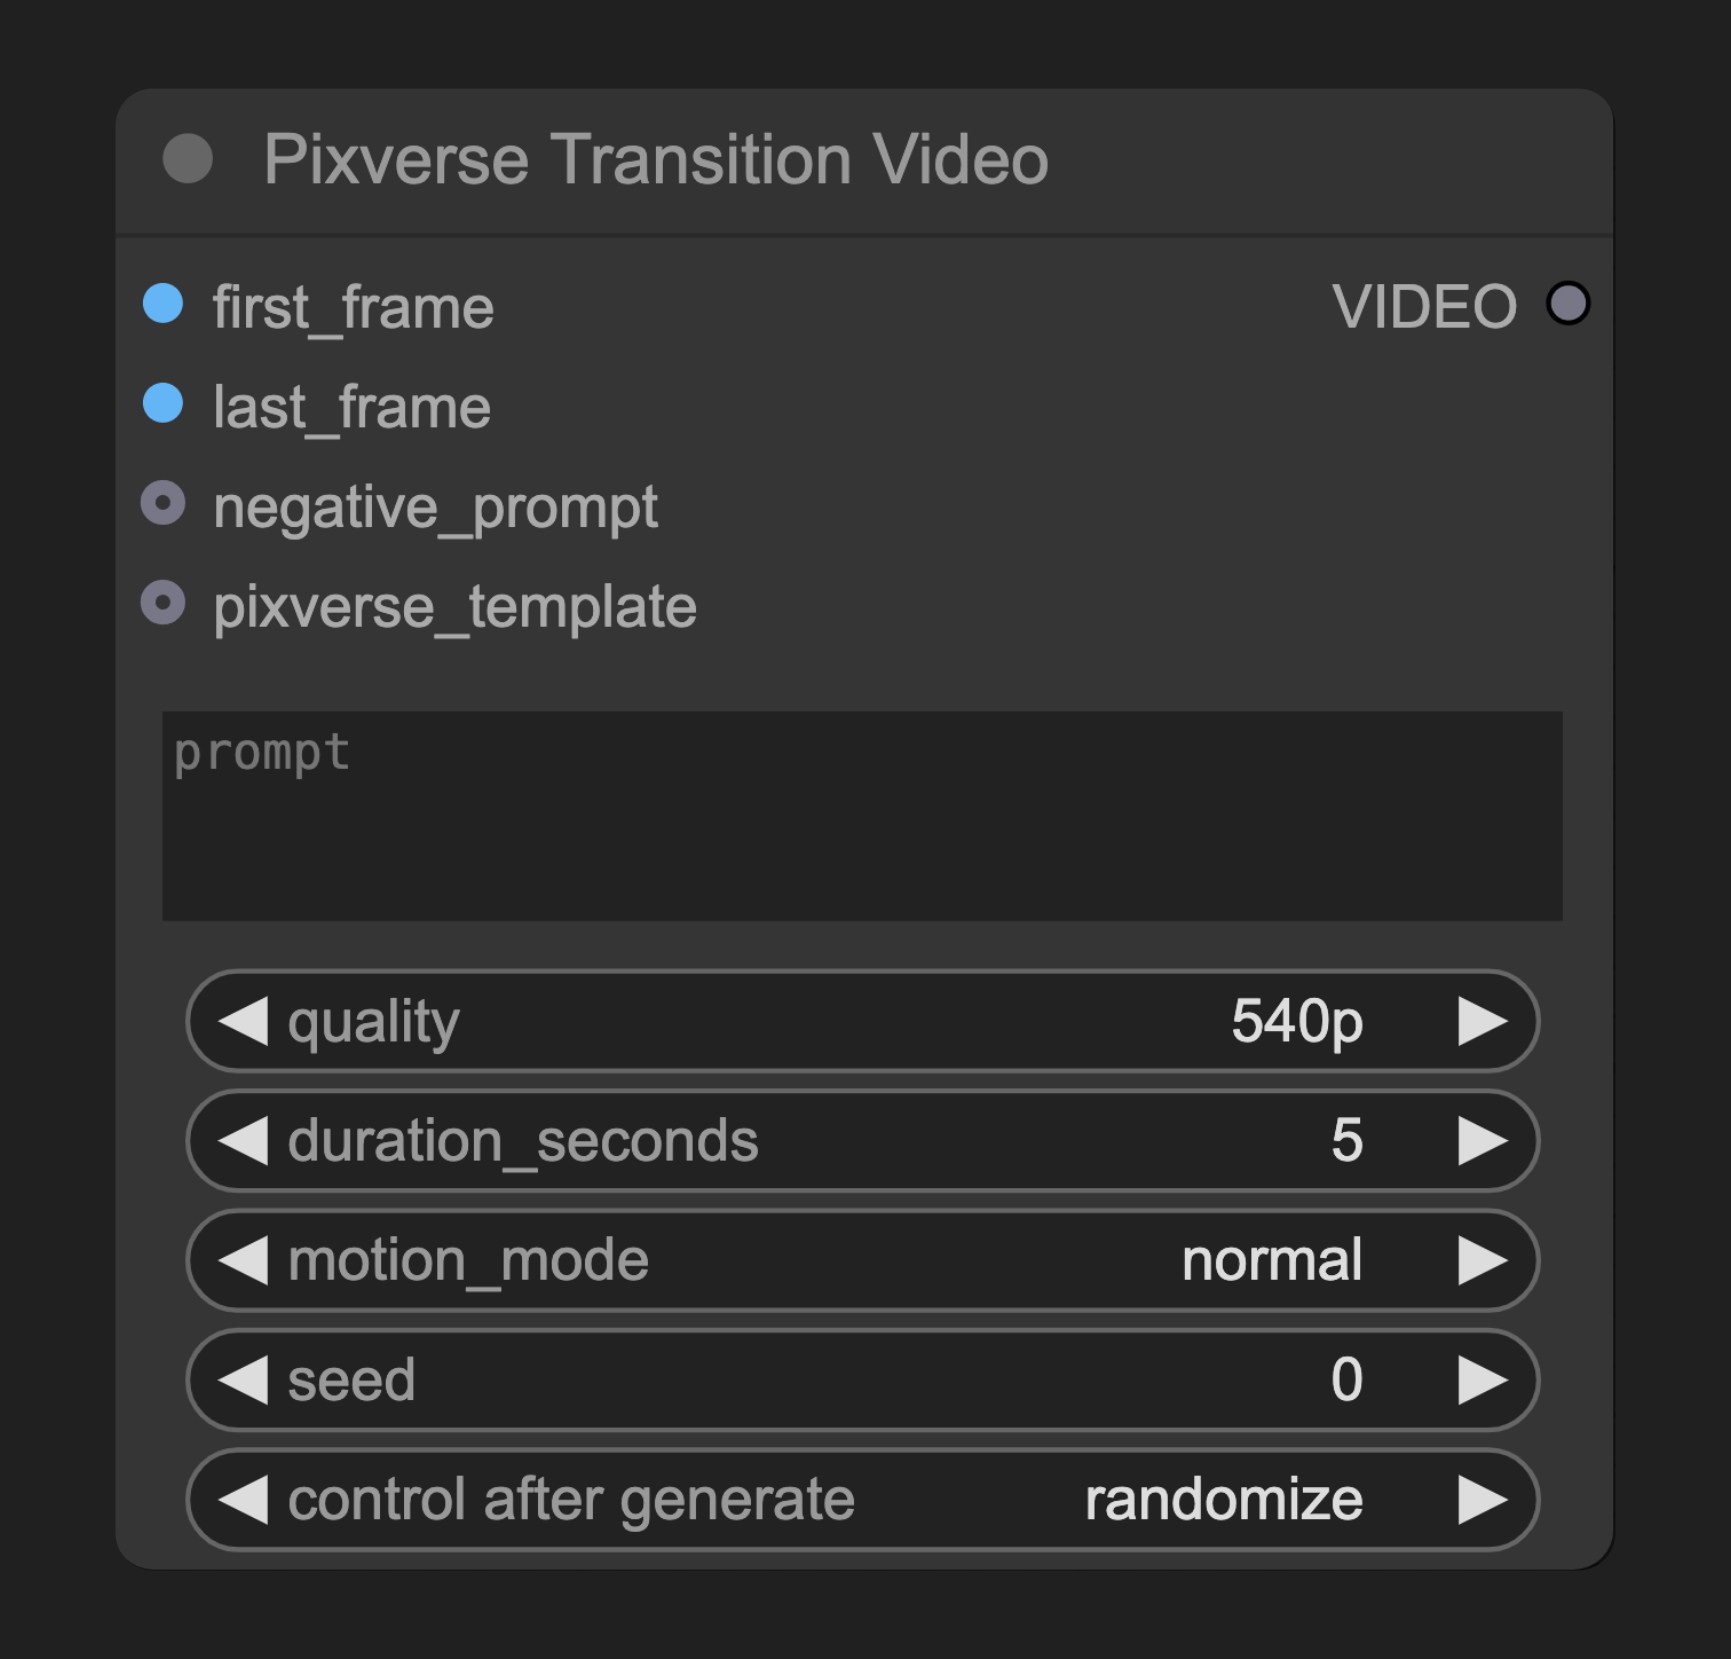 Pixverse Transition Video
first_frame
VIDEO
last_frame
negative_prompt
pixverse_template
prompt
quality 540p
duration_seconds 5
motion_mode normal
seed 0
control after generate randomize